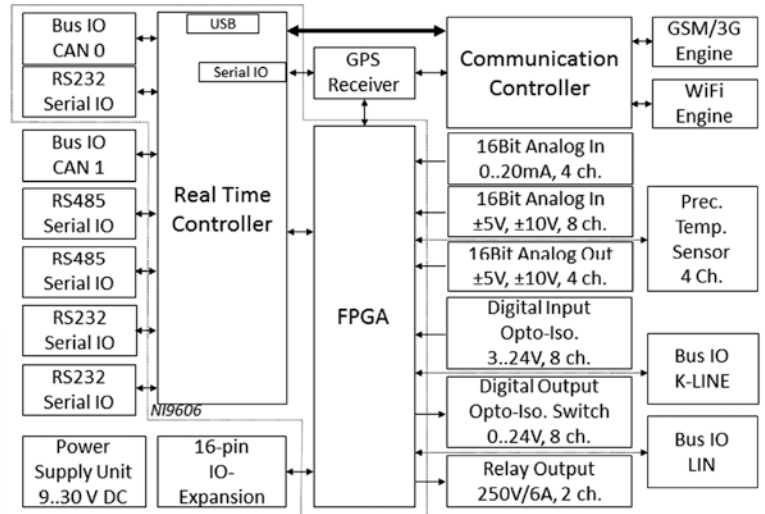 Bus IO
CAN 0
RS232
Serial IO
Bus IO
CAN 1
RS485
Serial IO
RS485
Serial IO
RS232
Serial IO
RS232
Serial IO
Power
Supply Unit
9..30 V DC
USB
Serial IO
Real Time
Controller
NI9606
16-pin
IO-
Expansion
GPS
Receiver
FPGA
Communication
Controller
GSM/3G
Engine
WiFi
Engine
16Bit Analog In
0..20mA, 4 ch.
16Bit Analog In
±5V, ±10V, 8 ch.
16Bit Analog Out
±5V, ±10V, 4 ch.
Digital Input
Opto-Iso.
3..24V, 8 ch.
Digital Output
Opto-Iso. Switch
0..24V, 8 ch.
Relay Output
250V/6A, 2 ch.
Prec.
Temp.
Sensor
4 Ch.
Bus IO
K-LINE
Bus IO
LIN